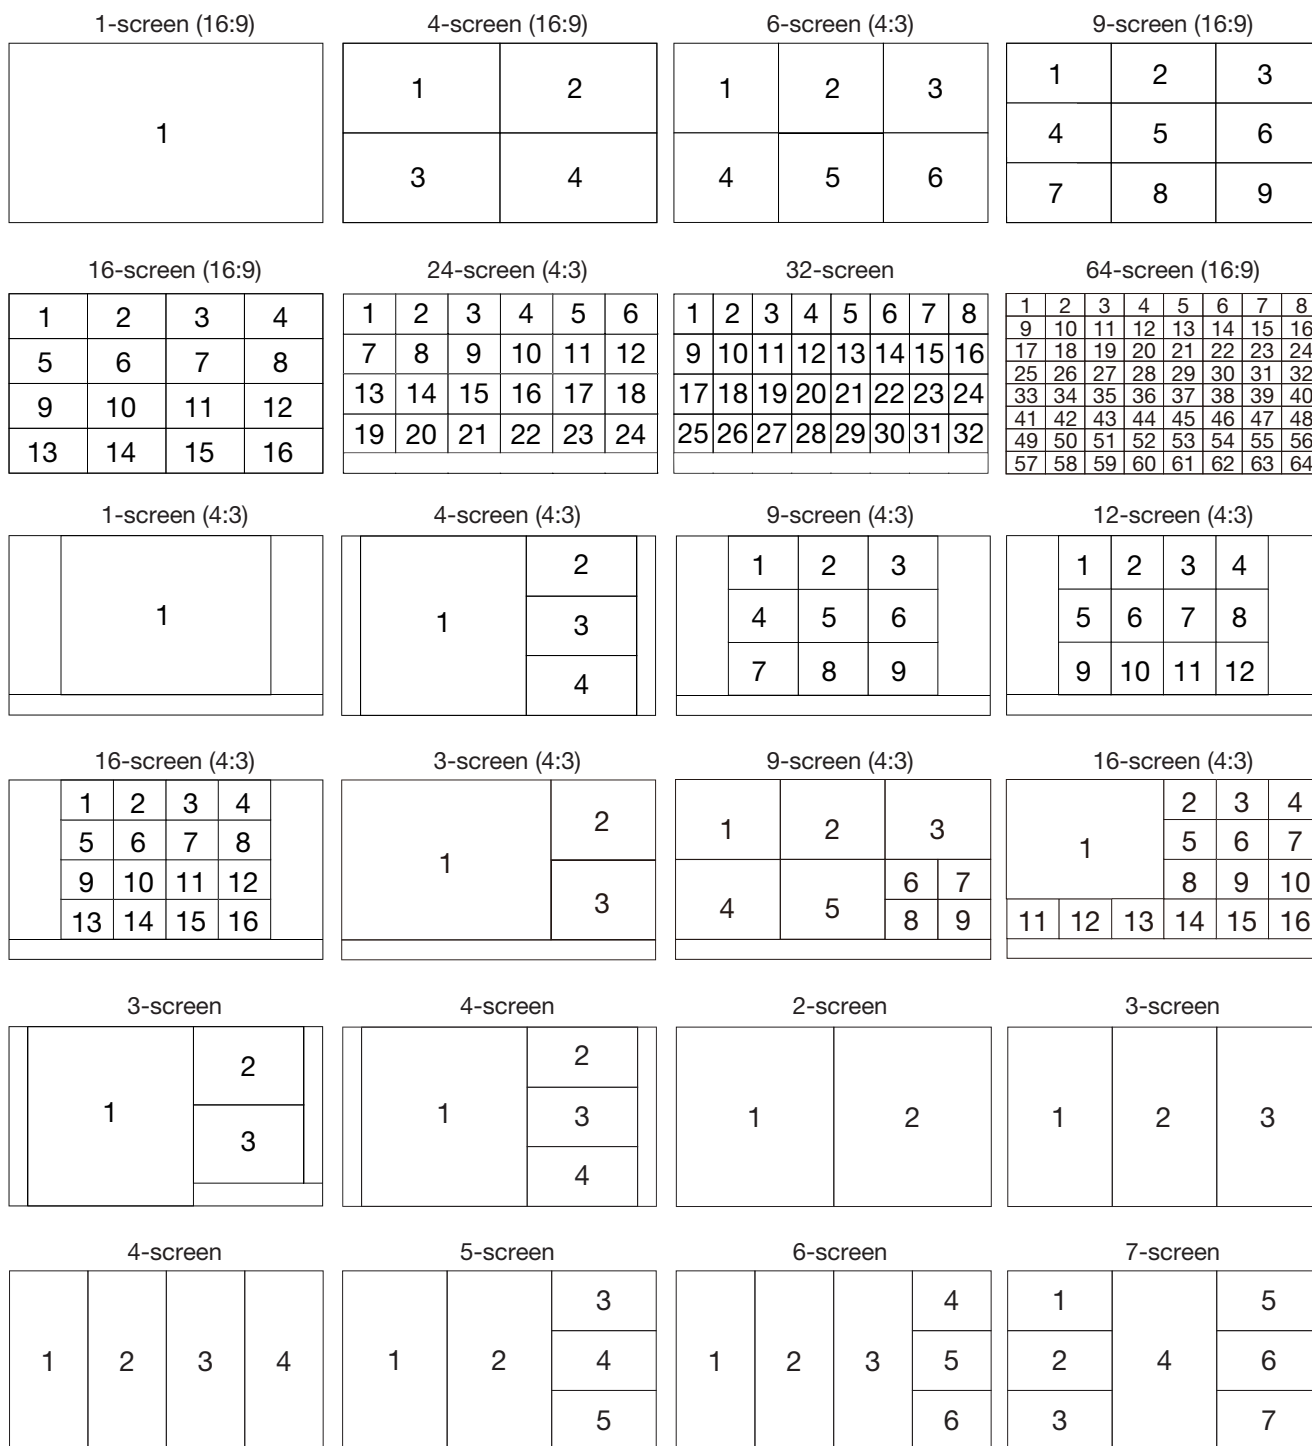 1-screen (16:9) 4-screen (16:9) 6-screen (4:3) 9-screen (16:9)
1 2 1 2 3 1 2 3
1 4 5 6
3 4 4 5 6 7 8 9
16-screen (16:9) 24-screen (4:3) 32-screen 64-screen (16:9)
1 2 3 4 1 2 3 4 5 6 1 2 3 4 5 6 7 8 1 2 3 4 5 6 7 8
9 10 11 12 13 14 15 16
5 6 7 8 7 8 9 10 11 12 9 10 11 12 13 14 15 16 17 18 19 20 21 22 23 24
25 26 27 28 29 30 31 32
9 10 11 12 13 14 15 16 17 18 17 18 19 20 21 22 23 24 33 34 35 36 37 38 39 40
41 42 43 44 45 46 47 48
13 14 15 16 19 20 21 22 23 24 25 26 27 28 29 30 31 32 49 50 51 52 53 54 55 56
57 58 59 60 61 62 63 64
1-screen (4:3) 4-screen (4:3) 9-screen (4:3) 12-screen (4:3)
2 1 2 3 1 2 3 4
1 1 3 4 5 6 5 6 7 8
4 7 8 9 9 10 11 12
16-screen (4:3) 3-screen (4:3) 9-screen (4:3) 16-screen (4:3)
1 2 3 4 2 1 2 3 2 3 4
5 6 7 8 1 1 5 6 7
9 10 11 12 3 4 5 6 7 8 9 10
13 14 15 16 8 9 11 12 13 14 15 16
3-screen 4-screen 2-screen 3-screen
2 2
1 1 3 1 2 1 2 3
3 4
4-screen 5-screen 6-screen 7-screen
3 4 1 5
1 2 3 4 1 2 4 1 2 3 5 2 4 6
5 6 3 7